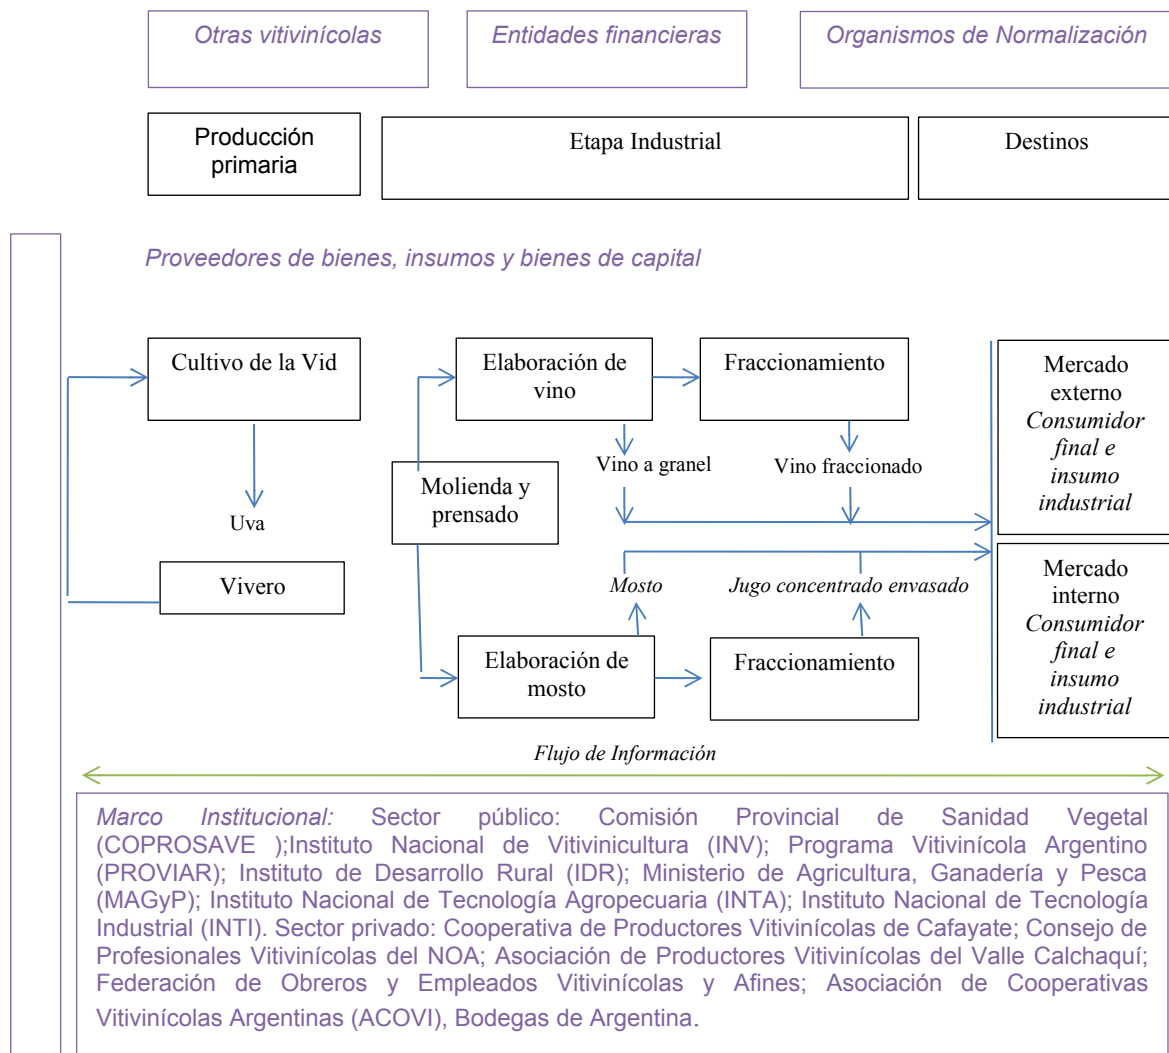 Otras vitivinícolas
Entidades financieras
Organismos de Normalización
Producción
primaria
Etapa Industrial
Destinos
Proveedores de bienes, insumos y bienes de capital
Cultivo de la Vid
Uva
Vivero
Molienda y
prensado
Elaboración de
vino
Fraccionamiento
Vino a granel
Vino fraccionado
Mosto
Jugo concentrado envasado
Elaboración de
mosto
Fraccionamiento
Mercado
externo
Consumidor
final e
insumo
industrial
Mercado
interno
Consumidor
final e
insumo
industrial
Flujo de Información
Marco Institucional: Sector público: Comisión Provincial de Sanidad Vegetal
(COPROSAVE );Instituto Nacional de Vitivinicultura (INV); Programa Vitivinícola Argentino
(PROVIAR); Instituto de Desarrollo Rural (IDR); Ministerio de Agricultura, Ganadería y Pesca
(MAGyP); Instituto Nacional de Tecnología Agropecuaria (INTA); Instituto Nacional de Tecnología
Industrial (INTI). Sector privado: Cooperativa de Productores Vitivinícolas de Cafayate; Consejo de
Profesionales Vitivinícolas del NOA; Asociación de Productores Vitivinícolas del Valle Calchaquí;
Federación de Obreros y Empleados Vitivinícolas y Afines; Asociación de Cooperativas
Vitivinícolas Argentinas (ACOVI), Bodegas de Argentina.